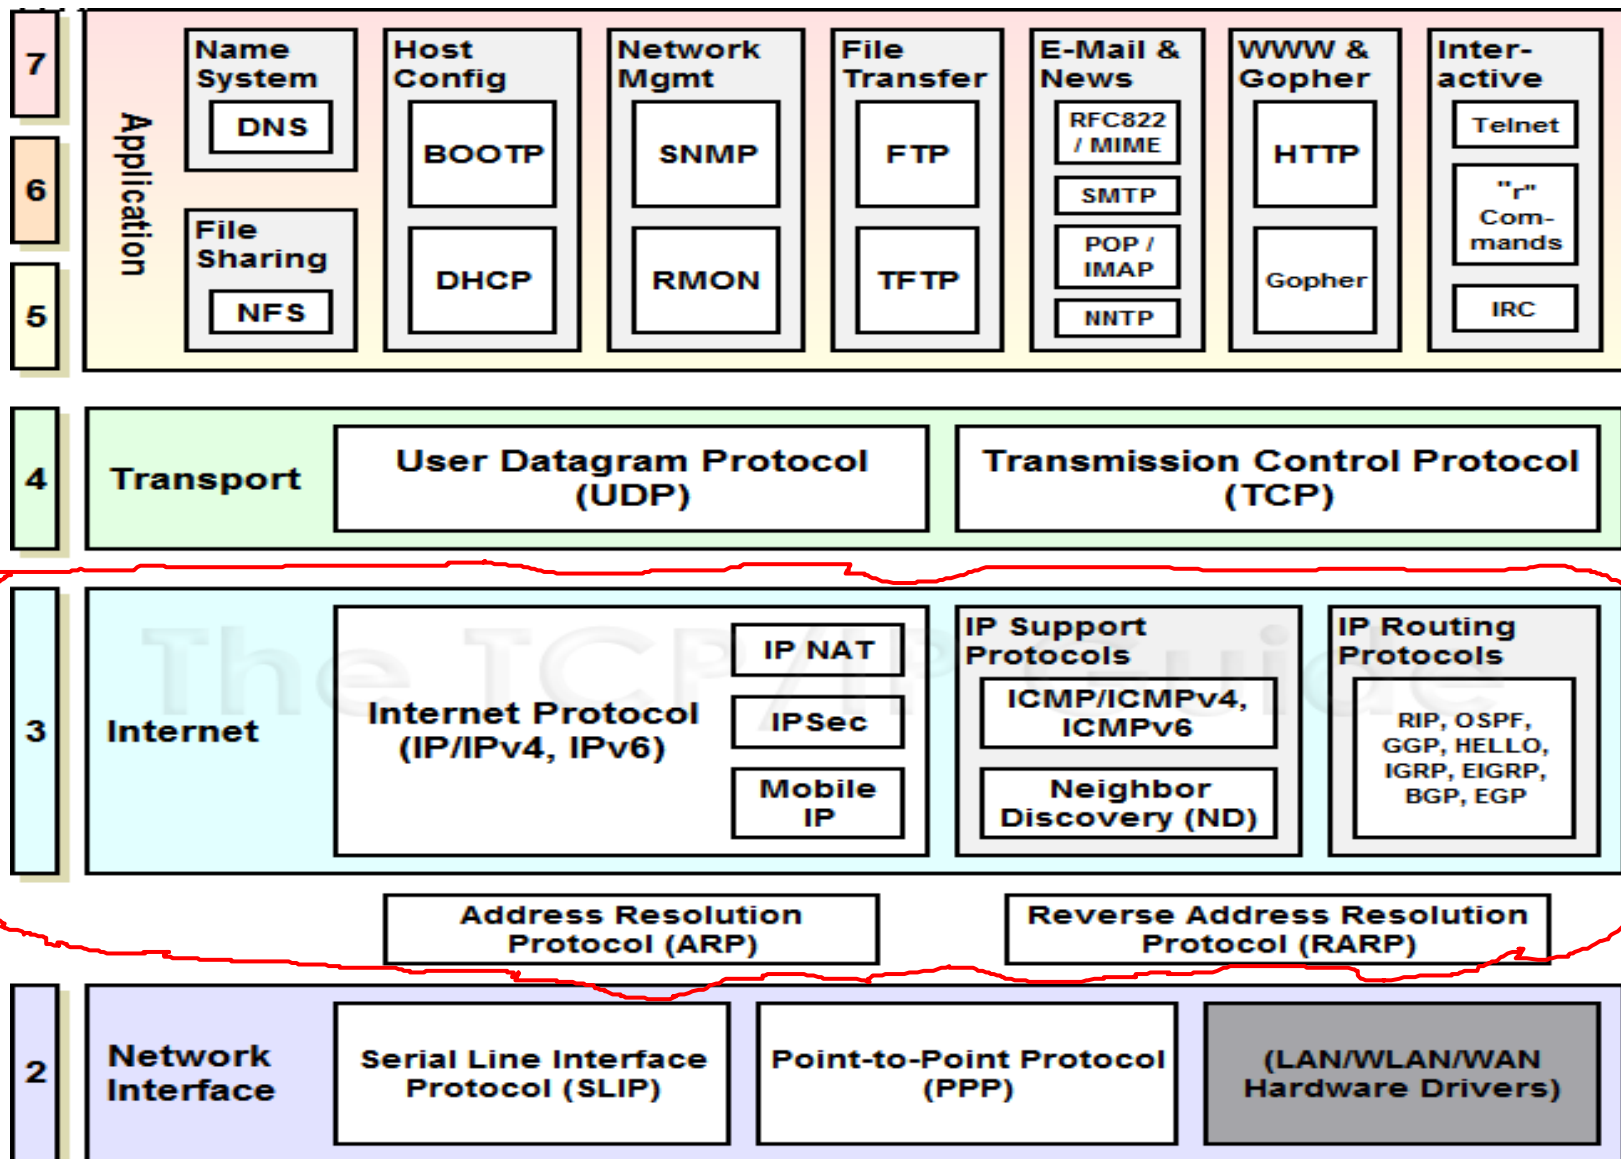 7
6
5
Application
Name
System
DNS
File
Sharing
NFS
Host
Config
BOOTP
DHCP
Network
Mgmt
SNMP
RMON
File
Transfer
FTP
TFTP
E-Mail &
News
RFC822
/ MIME
SMTP
POP /
IMAP
NNTP
WWW &
Gopher
HTTP
Gopher
Inter-
active
Telnet
"r"
Com-
mands
IRC
4
Transport
User Datagram Protocol
(UDP)
Transmission Control Protocol
(TCP)
The TCP/IP Guide
3
Internet
Internet Protocol
(IP/IPv4, IPv6)
IP NAT
IPSec
Mobile
IP
IP Support
Protocols
ICMP/ICMPv4,
ICMPv6
Neighbor
Discovery (ND)
IP Routing
Protocols
RIP, OSPF,
GGP, HELLO,
IGRP, EIGRP,
BGP, EGP
Address Resolution
Protocol (ARP)
Reverse Address Resolution
Protocol (RARP)
2
Network
Interface
Serial Line Interface
Protocol (SLIP)
Point-to-Point Protocol
(PPP)
(LAN/WLAN/WAN
Hardware Drivers)